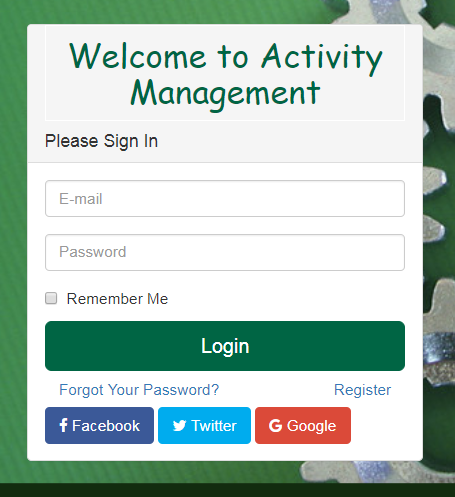 Welcome to Activity
Management
Please Sign In
E-mail
Password
Remember Me
Login
Forgot Your Password? Register
Facebook Twitter Google